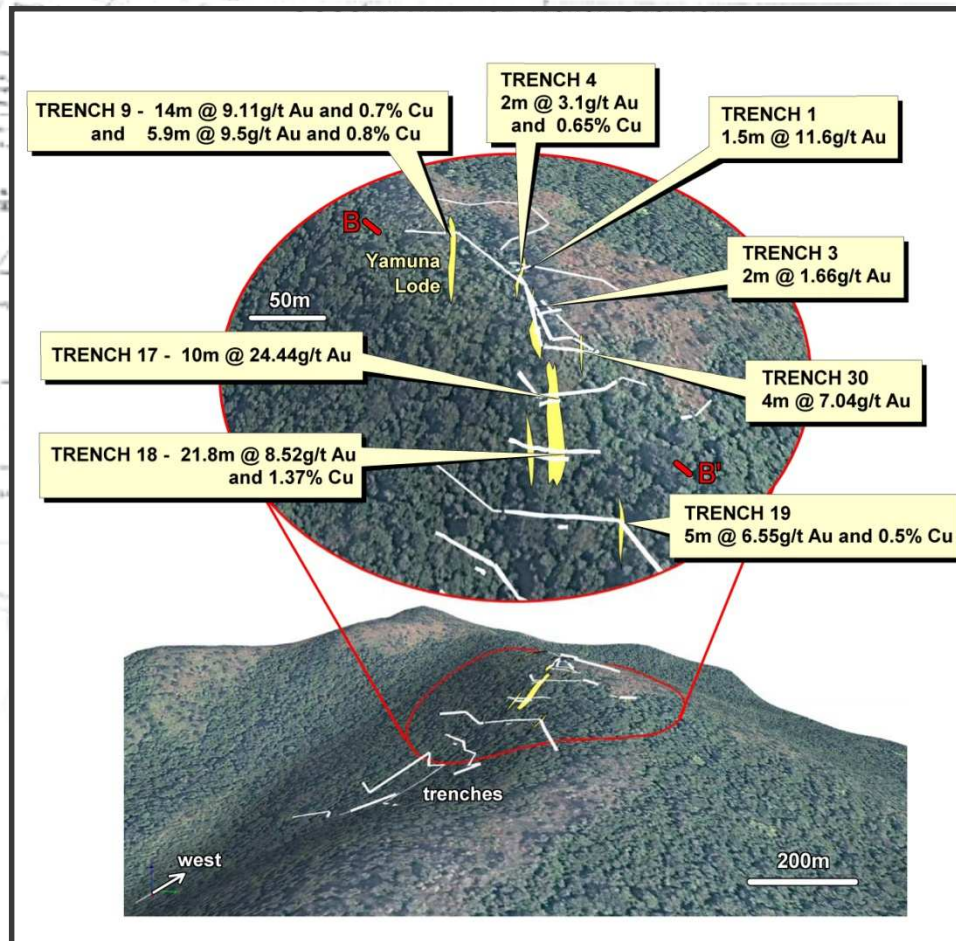 TRENCH 9 - 14m @ 9.11g/t Au and 0.7% Cu
and 5.9m @ 9.5g/t Au and 0.8% Cu
TRENCH 4
2m @ 3.1g/t Au
and 0.65% Cu
TRENCH 1
1.5m @ 11.6g/t Au
B
Yamuna
Lode
TRENCH 3
2m @ 1.66g/t Au
50m
TRENCH 17 - 10m @ 24.44g/t Au
TRENCH 30
4m @ 7.04g/t Au
TRENCH 18 - 21.8m @ 8.52g/t Au
and 1.37% Cu
B'
TRENCH 19
5m @ 6.55g/t Au and 0.5% Cu
trenches
west
200m